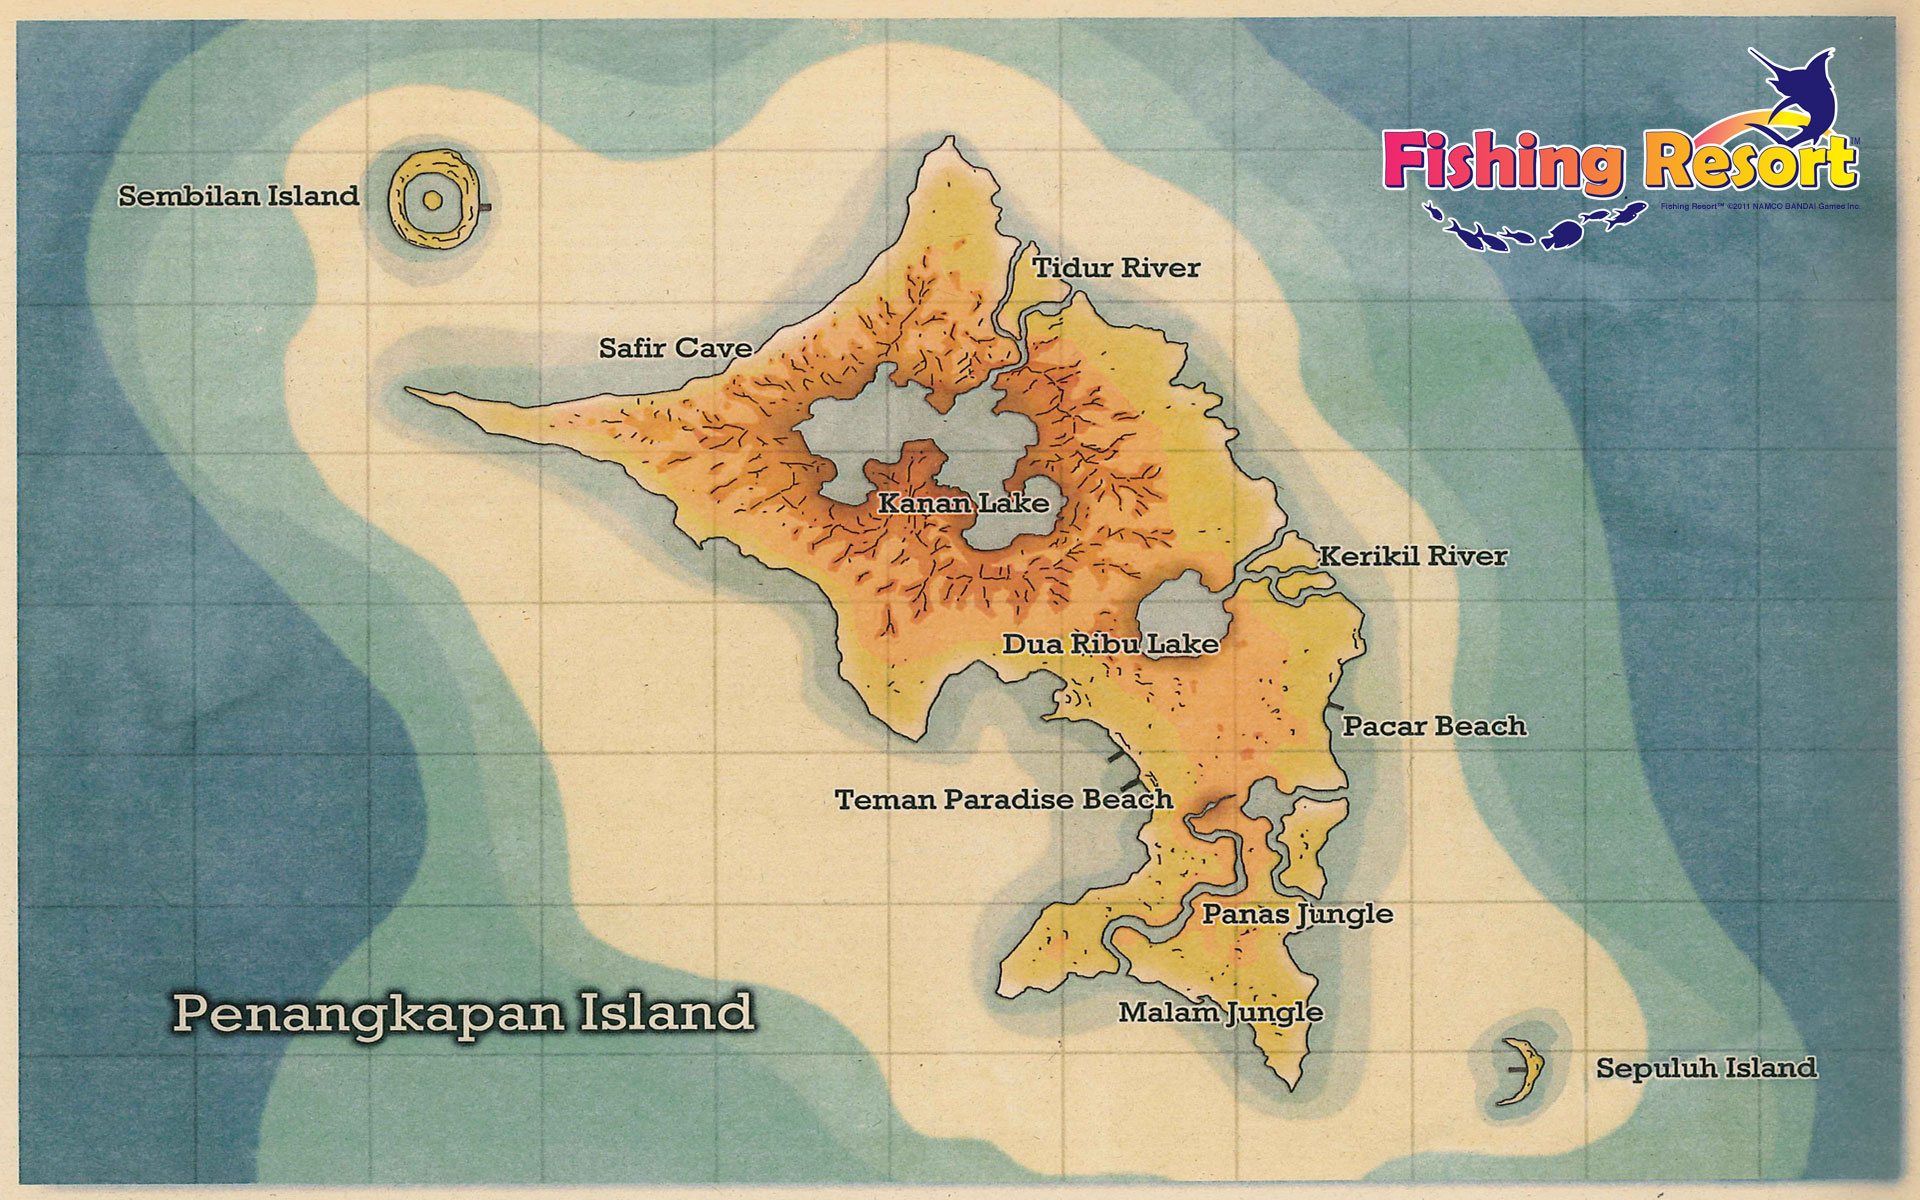 Fishing Resort™
Fishing Resort™ ©2011 NAMCO BANDAI Games Inc.
Sembilan Island
Tidur River
Safir Cave
Kanan Lake
Kerikil River
Dua Ribu Lake
Pacar Beach
Teman Paradise Beach
Panas Jungle
Malam Jungle
Penangkapan Island
Sepuluh Island